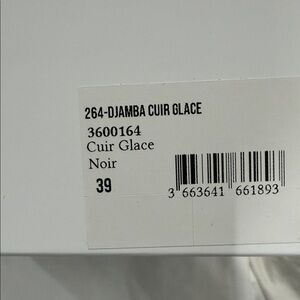 264-DJAMBA CUIR GLACE
3600164
Cuir Glace
Noir
39
3 663641 661893